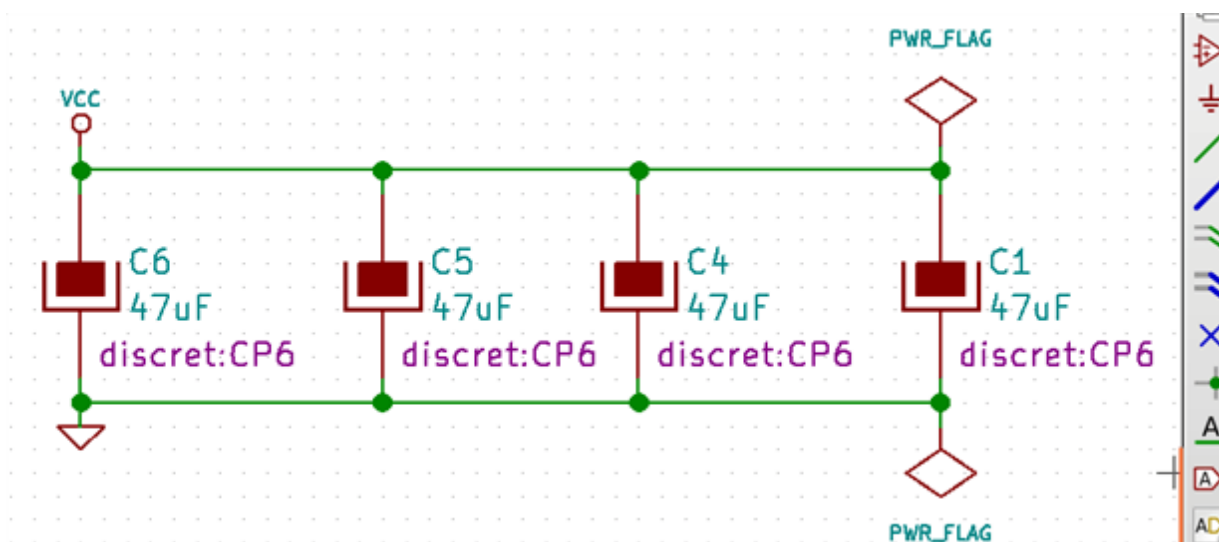 PWR_FLAG
VCC
C6
47uF
discret:CP6
C5
47uF
discret:CP6
C4
47uF
discret:CP6
C1
47uF
discret:CP6
PWR_FLAG
A
A
AD